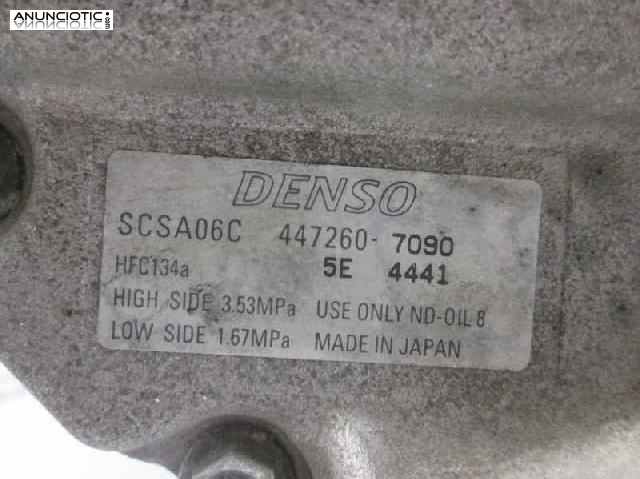 ANUNCIOTIC
.com
DENSO
SCSA06C 447260-7090
HFC134a 5E 4441
HIGH SIDE 3.53MPa USE ONLY ND-OIL 8
LOW SIDE 1.67MPa MADE IN JAPAN